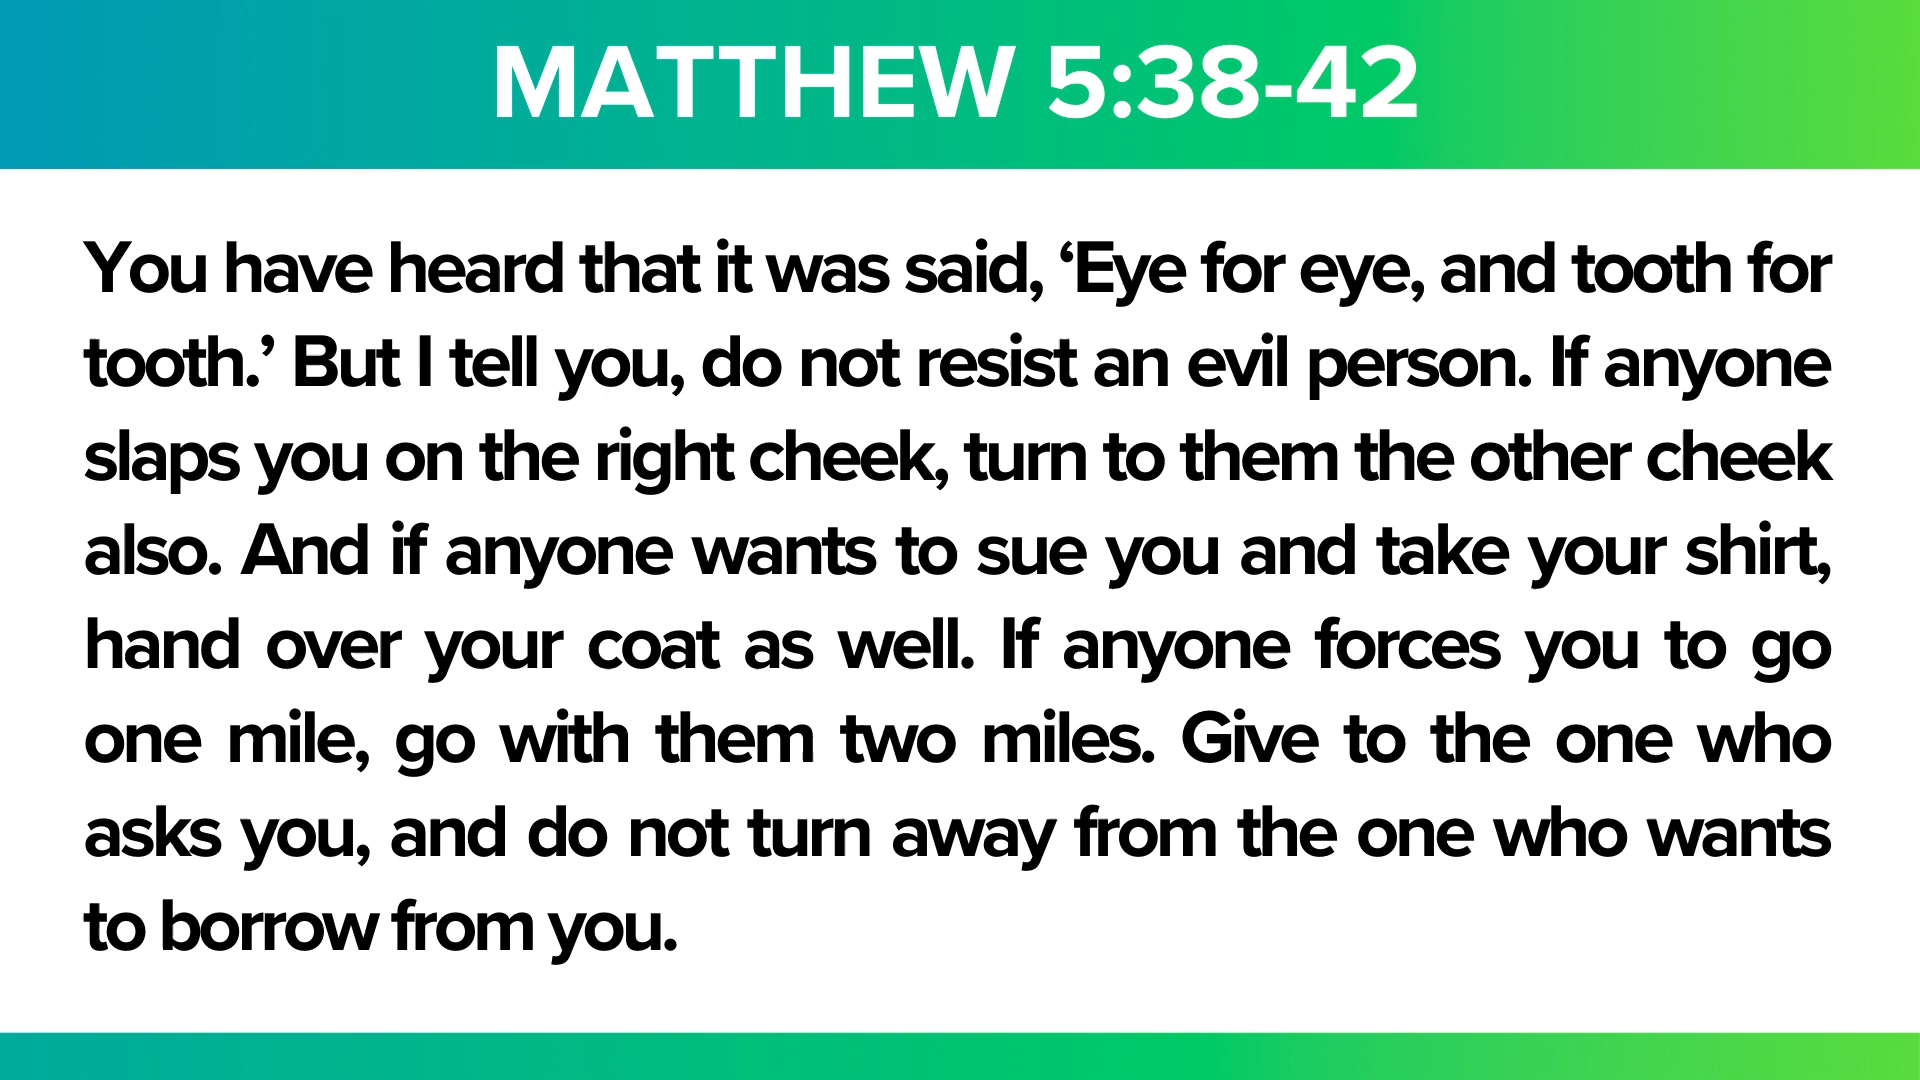 MATTHEW 5:38-42
You have heard that it was said, ‘Eye for eye, and tooth for
tooth.’ But I tell you, do not resist an evil person. If anyone
slaps you on the right cheek, turn to them the other cheek
also. And if anyone wants to sue you and take your shirt,
hand over your coat as well. If anyone forces you to go
one mile, go with them two miles. Give to the one who
asks you, and do not turn away from the one who wants
to borrow from you.